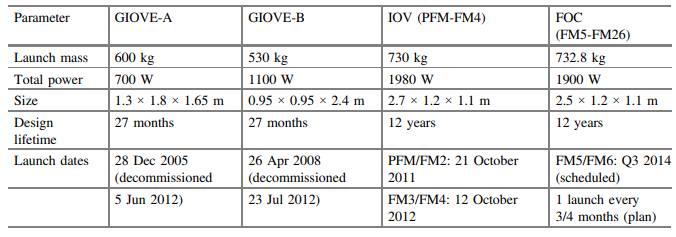 Parameter GIOVE-A GIOVE-B IOV (PFM-FM4) FOC
(FM5-FM26)
Launch mass 600 kg 530 kg 730 kg 732.8 kg
Total power 700 W 1100 W 1980 W 1900 W
Size 1.3 × 1.8 × 1.65 m 0.95 × 0.95 × 2.4 m 2.7 × 1.2 × 1.1 m 2.5 × 1.2 × 1.1 m
Design 27 months 27 months 12 years 12 years
lifetime
Launch dates 28 Dec 2005 26 Apr 2008 PFM/FM2: 21 October FM5/FM6: Q3 2014
(decommissioned (decommissioned 2011 (scheduled)
5 Jun 2012) 23 Jul 2012) FM3/FM4: 12 October 1 launch every
2012 3/4 months (plan)